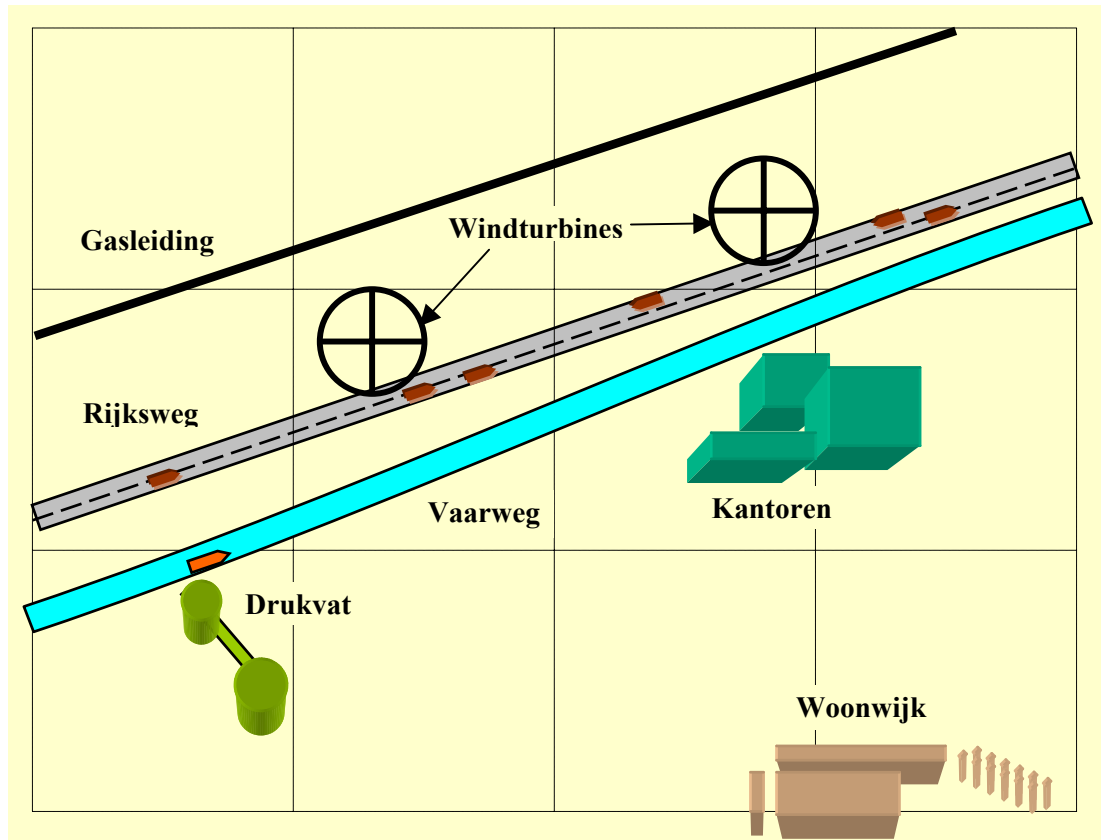 Windturbines
Gasleiding
Rijksweg
Vaarweg
Kantoren
Drukvat
Woonwijk